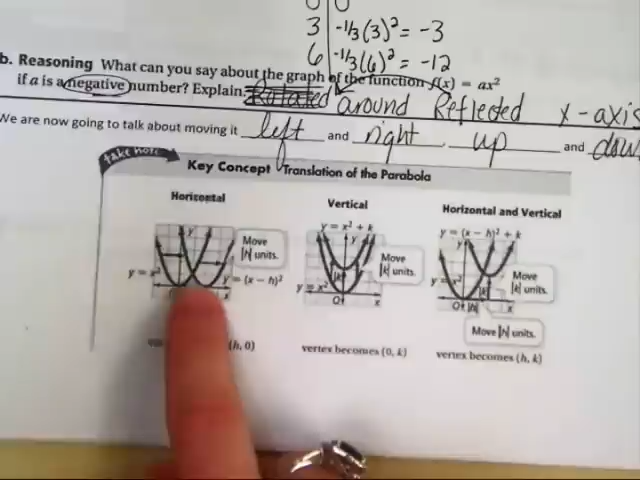 0 0
3 -1/3(3)² = -3
6 -1/3(6)² = -12
b. Reasoning What can you say about the graph of the function f(x) = ax²
if a is a negative number? Explain. Rotated around Reflected x-axis
We are now going to talk about moving it left and right, up and down
take note
Key Concept Translation of the Parabola
Horizontal Vertical Horizontal and Vertical
y = x² + k y = (x − h)² + k
Move |h| units. Move |k| units. Move |k| units.
y = (x − h)² y = x²
O x O |h| x
Move |h| units.
(h, 0) vertex becomes (0, k) vertex becomes (h, k)